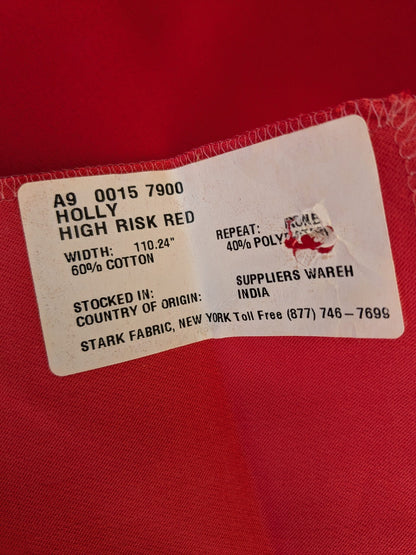 A9 0015 7900
HOLLY
HIGH RISK RED
WIDTH: 110.24" REPEAT:
60% COTTON 40%
STOCKED IN: SUPPLIERS WAREH
COUNTRY OF ORIGIN: INDIA
STARK FABRIC, NEW YORK Toll Free (877) 746-7699